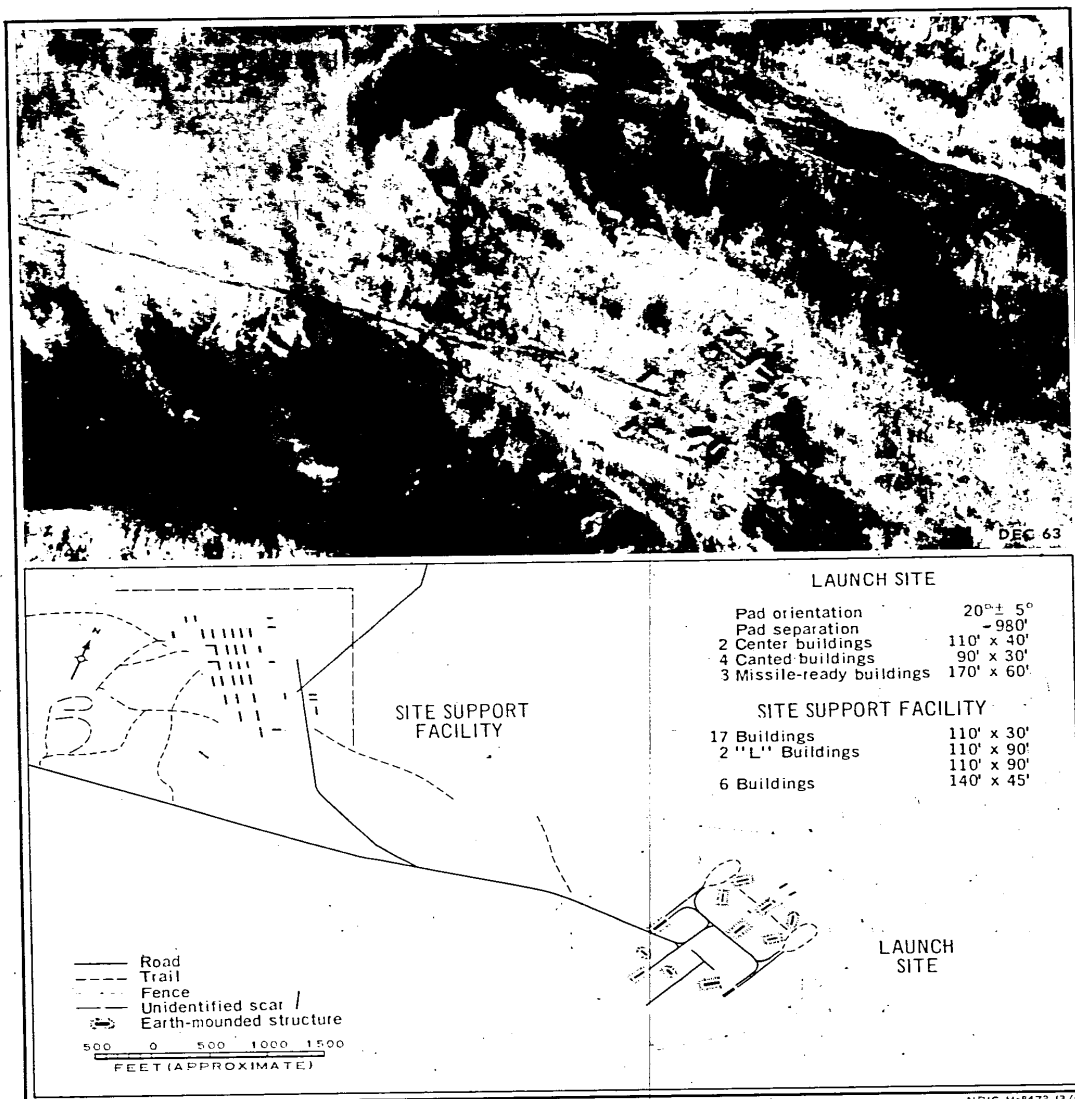 DEC 63
LAUNCH SITE
Pad orientation 20° ± 5°
Pad separation -980'
2 Center buildings 110' x 40'
4 Canted buildings 90' x 30'
3 Missile-ready buildings 170' x 60'
SITE SUPPORT FACILITY
17 Buildings 110' x 30'
2 "L" Buildings 110' x 90'
110' x 90'
6 Buildings 140' x 45'
N
SITE SUPPORT
FACILITY
LAUNCH
SITE
Road
Trail
Fence
Unidentified scar
Earth-mounded structure
500 0 500 1000 1500
FEET (APPROXIMATE)